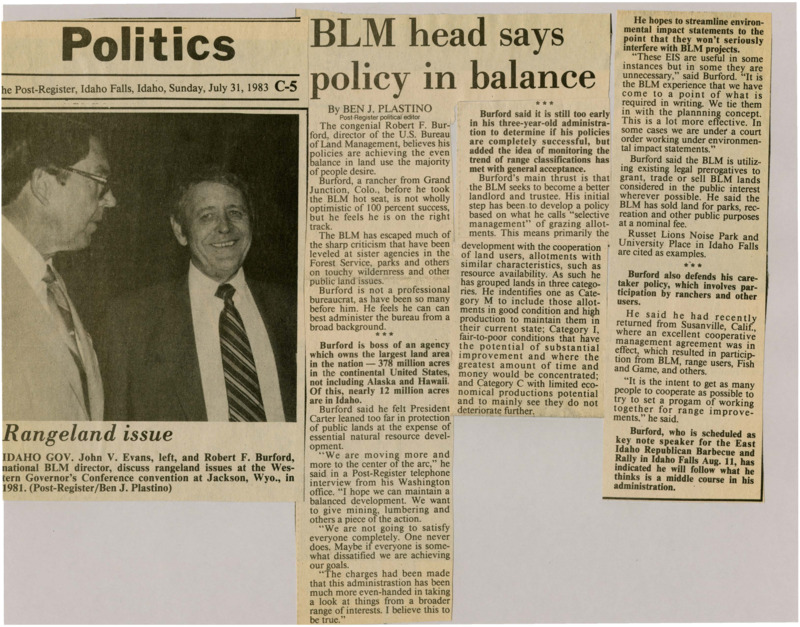 Politics
he Post-Register, Idaho Falls, Idaho, Sunday, July 31, 1983 C-5
Rangeland issue
IDAHO GOV. John V. Evans, left, and Robert F. Burford,
national BLM director, discuss rangeland issues at the Wes-
tern Governor's Conference convention at Jackson, Wyo., in
1981. (Post-Register/Ben J. Plastino)
BLM head says
policy in balance
By BEN J. PLASTINO
Post-Register political editor
The congenial Robert F. Bur-
ford, director of the U.S. Bureau
of Land Management, believes his
policies are achieving the even
balance in land use the majority
of people desire.
Burford, a rancher from Grand
Junction, Colo., before he took
the BLM hot seat, is not wholly
optimistic of 100 percent success,
but he feels he is on the right
track.
The BLM has escaped much of
the sharp criticism that have been
leveled at sister agencies in the
Forest Service, parks and others
on touchy wilderness and other
public land issues.
Burford is not a professional
bureaucrat, as have been so many
before him. He feels he can can
best administer the bureau from a
broad background.
***
Burford is boss of an agency
which owns the largest land area
in the nation — 378 million acres
in the continental United States,
not including Alaska and Hawaii.
Of this, nearly 12 million acres
are in Idaho.
Burford said he felt President
Carter leaned too far in protection
of public lands at the expense of
essential natural resource devel-
opment.
"We are moving more and
more to the center of the arc," he
said in a Post-Register telephone
interview from his Washington
office. "I hope we can maintain a
balanced development. We want
to give mining, lumbering and
others a piece of the action.
"We are not going to satisfy
everyone completely. One never
does. Maybe if everyone is some-
what dissatified we are achieving
our goals.
"The charges had been made
that this administrastion has been
much more even-handed in taking
a look at things from a broader
range of interests. I believe this to
be true."
***
Burford said it is still too early
in his three-year-old administra-
tion to determine if his policies
are completely successful, but
added the idea of monitoring the
trend of range classifications has
met with general acceptance.
Burford's main thrust is that
the BLM seeks to become a better
landlord and trustee. His initial
step has been to develop a policy
based on what he calls "selective
management" of grazing allot-
ments. This means primarily the
development with the cooperation
of land users, allotments with
similar characteristics, such as
resource availability. As such he
has grouped lands in three catego-
ries. He indentifies one as Cate-
gory M to include those allot-
ments in good condition and high
production to maintain them in
their current state; Category I,
fair-to-poor conditions that have
the potential of substantial
improvement and where the
greatest amount of time and
money would be concentrated;
and Category C with limited eco-
nomical productions potential
and to mainly see they do not
deteriorate further.
He hopes to streamline environ-
mental impact statements to the
point that they won't seriously
interfere with BLM projects.
"These EIS are useful in some
instances but in some they are
unnecessary," said Burford. "It is
the BLM experience that we have
come to a point of what is
required in writing. We tie them
in with the plannning concept.
This is a lot more effective. In
some cases we are under a court
order working under environmen-
tal impact statements."
Burford said the BLM is utiliz-
ing existing legal prerogatives to
grant, trade or sell BLM lands
considered in the public interest
wherever possible. He said the
BLM has sold land for parks, rec-
reation and other public purposes
at a nominal fee.
Russet Lions Noise Park and
University Place in Idaho Falls
are cited as examples.
***
Burford also defends his care-
taker policy, which involves par-
ticipation by ranchers and other
users.
He said he had recently
returned from Susanville, Calif.,
where an excellent cooperative
management agreement was in
effect, which resulted in particip-
tion from BLM, range users, Fish
and Game, and others.
"It is the intent to get as many
people to cooperate as possible to
try to set a progam of working
together for range improve-
ments." he said.
Burford, who is scheduled as
key note speaker for the East
Idaho Republican Barbecue and
Rally in Idaho Falls Aug. 11, has
indicated he will follow what he
thinks is a middle course in his
administration.